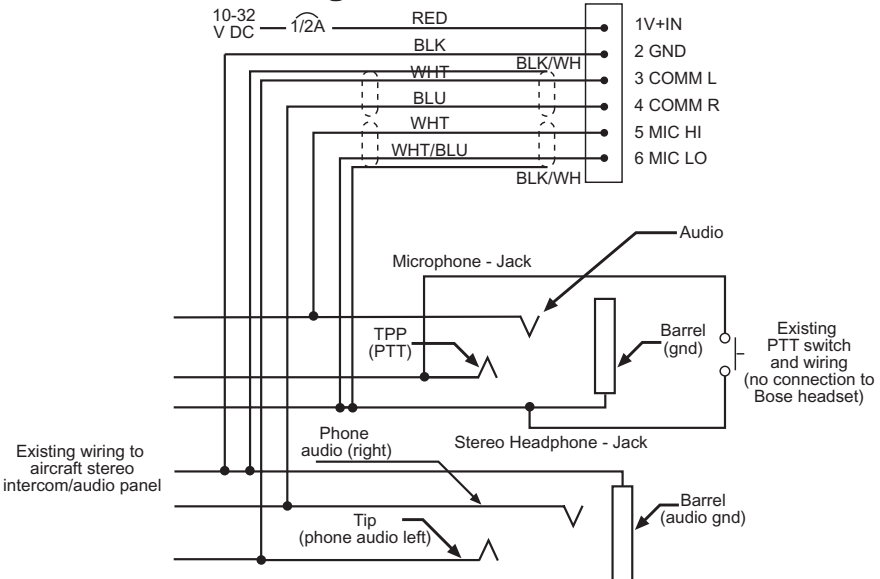 10-32
V DC
1/2A
RED
1V+IN
BLK
2 GND
BLK/WH
WHT
3 COMM L
BLU
4 COMM R
WHT
5 MIC HI
WHT/BLU
6 MIC LO
BLK/WH
Audio
Microphone - Jack
TPP
(PTT)
Barrel
(gnd)
Existing
PTT switch
and wiring
(no connection to
Bose headset)
Phone
audio (right)
Stereo Headphone - Jack
Existing wiring to
aircraft stereo
intercom/audio panel
Tip
(phone audio left)
Barrel
(audio gnd)